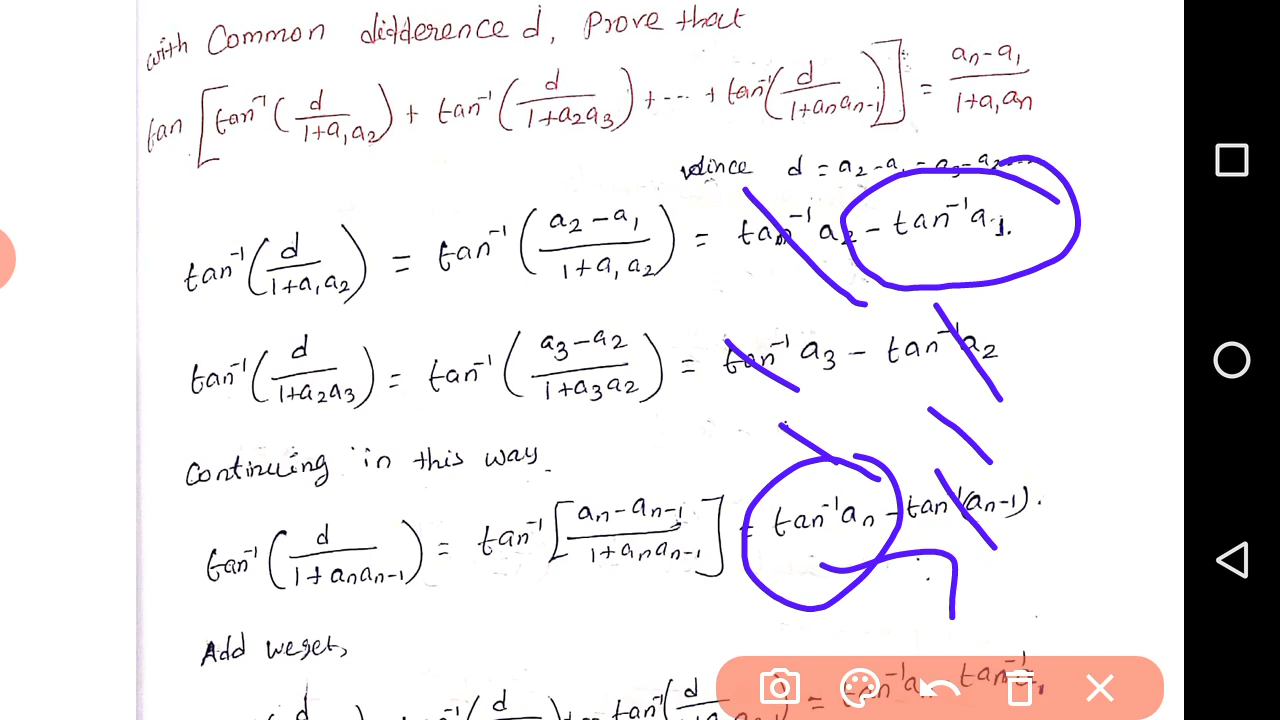 with Common difference d, Prove that
tan [tan⁻¹(d/(1+a₁a₂)) + tan⁻¹(d/(1+a₂a₃)) + ... + tan⁻¹(d/(1+aₙaₙ₋₁))] = (aₙ-a₁)/(1+a₁aₙ)
since d = a₂-a₁ = a₃-a₂
tan⁻¹(d/(1+a₁a₂)) = tan⁻¹((a₂-a₁)/(1+a₁a₂)) = tan⁻¹a₂ - tan⁻¹a₁.
tan⁻¹(d/(1+a₂a₃)) = tan⁻¹((a₃-a₂)/(1+a₃a₂)) = tan⁻¹a₃ - tan⁻¹a₂
Continuing in this way.
tan⁻¹(d/(1+aₙaₙ₋₁)) = tan⁻¹[(aₙ-aₙ₋₁)/(1+aₙaₙ₋₁)] = tan⁻¹aₙ - tan⁻¹(aₙ₋₁).
Add we get,